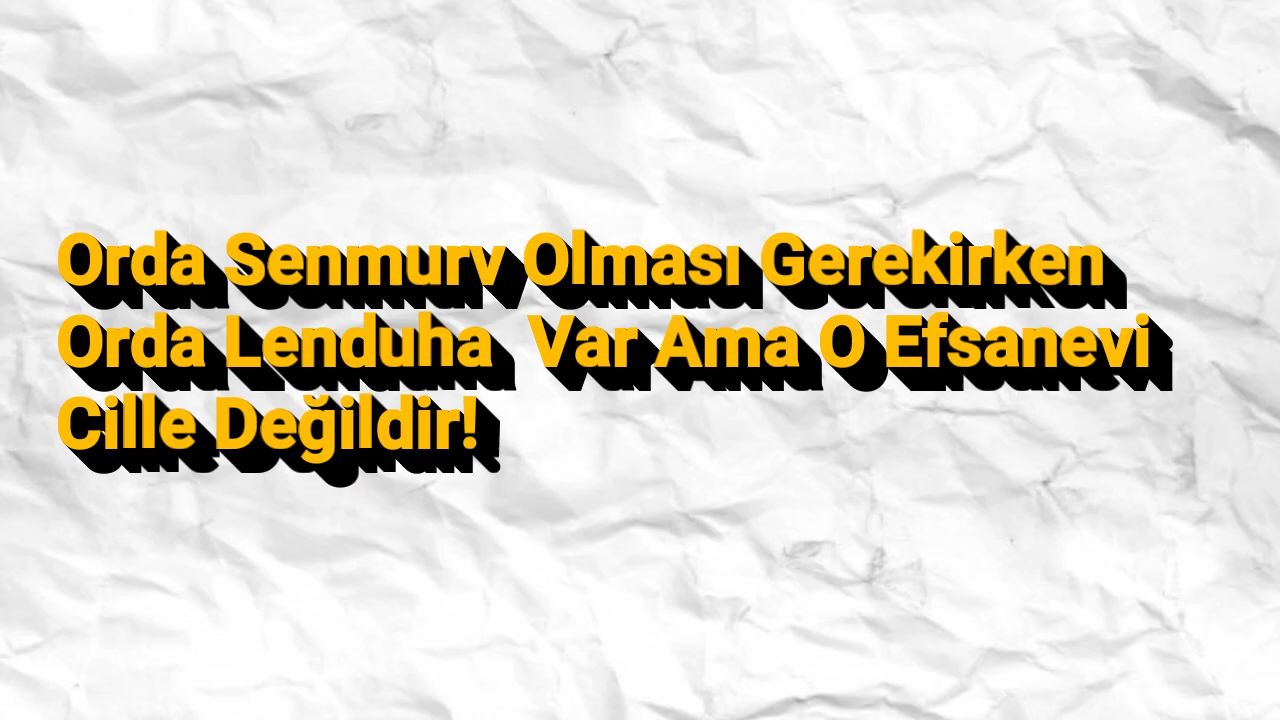 Orda Senmurv Olması Gerekirken
Orda Lenduha  Var Ama O Efsanevi
Cille Değildir!